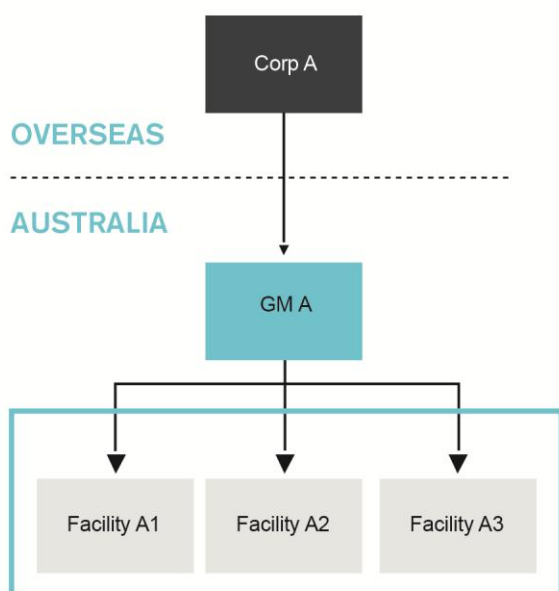 Corp A
OVERSEAS
AUSTRALIA
GM A
Facility A1
Facility A2
Facility A3